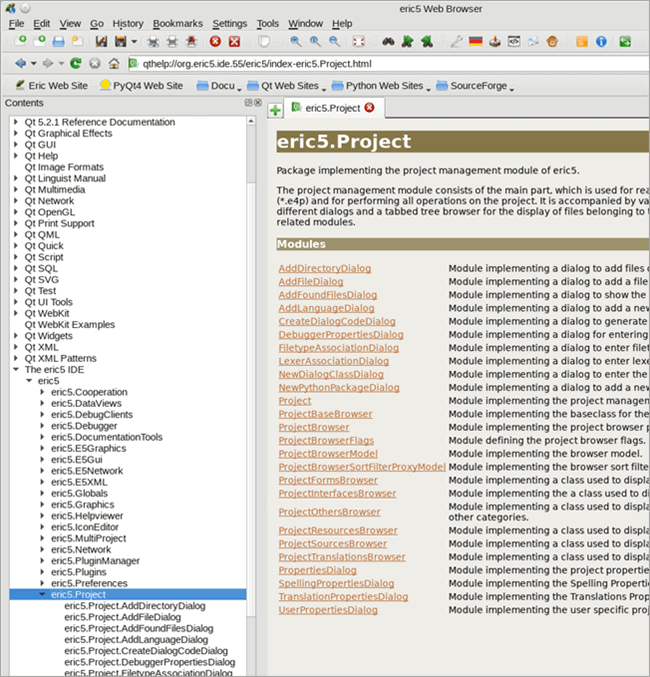 eric5 Web Browser
File Edit View Go History Bookmarks Settings Tools Window Help
qthelp://org.eric5.ide.55/eric5/index-eric5.Project.html
Eric Web Site PyQt4 Web Site Docu Qt Web Sites Python Web Sites SourceForge
Contents
Qt 5.2.1 Reference Documentation
Qt Graphical Effects
Qt GUI
Qt Help
Qt Image Formats
Qt Linguist Manual
Qt Multimedia
Qt Network
Qt OpenGL
Qt Print Support
Qt QML
Qt Quick
Qt Script
Qt SQL
Qt SVG
Qt Test
Qt UI Tools
Qt WebKit
Qt WebKit Examples
Qt Widgets
Qt XML
Qt XML Patterns
The eric5 IDE
eric5
eric5.Cooperation
eric5.DataViews
eric5.DebugClients
eric5.Debugger
eric5.DocumentationTools
eric5.E5Graphics
eric5.E5Gui
eric5.E5Network
eric5.E5XML
eric5.Globals
eric5.Graphics
eric5.Helpviewer
eric5.IconEditor
eric5.MultiProject
eric5.Network
eric5.PluginManager
eric5.Plugins
eric5.Preferences
eric5.Project
eric5.Project.AddDirectoryDialog
eric5.Project.AddFileDialog
eric5.Project.AddFoundFilesDialog
eric5.Project.AddLanguageDialog
eric5.Project.CreateDialogCodeDialog
eric5.Project.DebuggerPropertiesDialog
eric5.Project.FiletypeAssociationDialog
eric5.Project
eric5.Project
Package implementing the project management module of eric5.
The project management module consists of the main part, which is used for rea
(*.e4p) and for performing all operations on the project. It is accompanied by va
different dialogs and a tabbed tree browser for the display of files belonging to t
related modules.
Modules
AddDirectoryDialog Module implementing a dialog to add files o
AddFileDialog Module implementing a dialog to add a file
AddFoundFilesDialog Module implementing a dialog to show the
AddLanguageDialog Module implementing a dialog to add a new
CreateDialogCodeDialog Module implementing a dialog to generate
DebuggerPropertiesDialog Module implementing a dialog for entering
FiletypeAssociationDialog Module implementing a dialog to enter filet
LexerAssociationDialog Module implementing a dialog to enter lexe
NewDialogClassDialog Module implementing a dialog to enter the
NewPythonPackageDialog Module implementing a dialog to add a new
Project Module implementing the project managen
ProjectBaseBrowser Module implementing the baseclass for the
ProjectBrowser Module implementing the project browser p
ProjectBrowserFlags Module defining the project browser flags.
ProjectBrowserModel Module implementing the browser model.
ProjectBrowserSortFilterProxyModel Module implementing the browser sort filte
ProjectFormsBrowser Module implementing a class used to displa
ProjectInterfacesBrowser Module implementing the a class used to di
ProjectOthersBrowser Module implementing a class used to displa
other categories.
ProjectResourcesBrowser Module implementing a class used to displa
ProjectSourcesBrowser Module implementing a class used to displa
ProjectTranslationsBrowser Module implementing a class used to displa
PropertiesDialog Module implementing the project propertie
SpellingPropertiesDialog Module implementing the Spelling Properti
TranslationPropertiesDialog Module implementing the Translations Prop
UserPropertiesDialog Module implementing the user specific proj